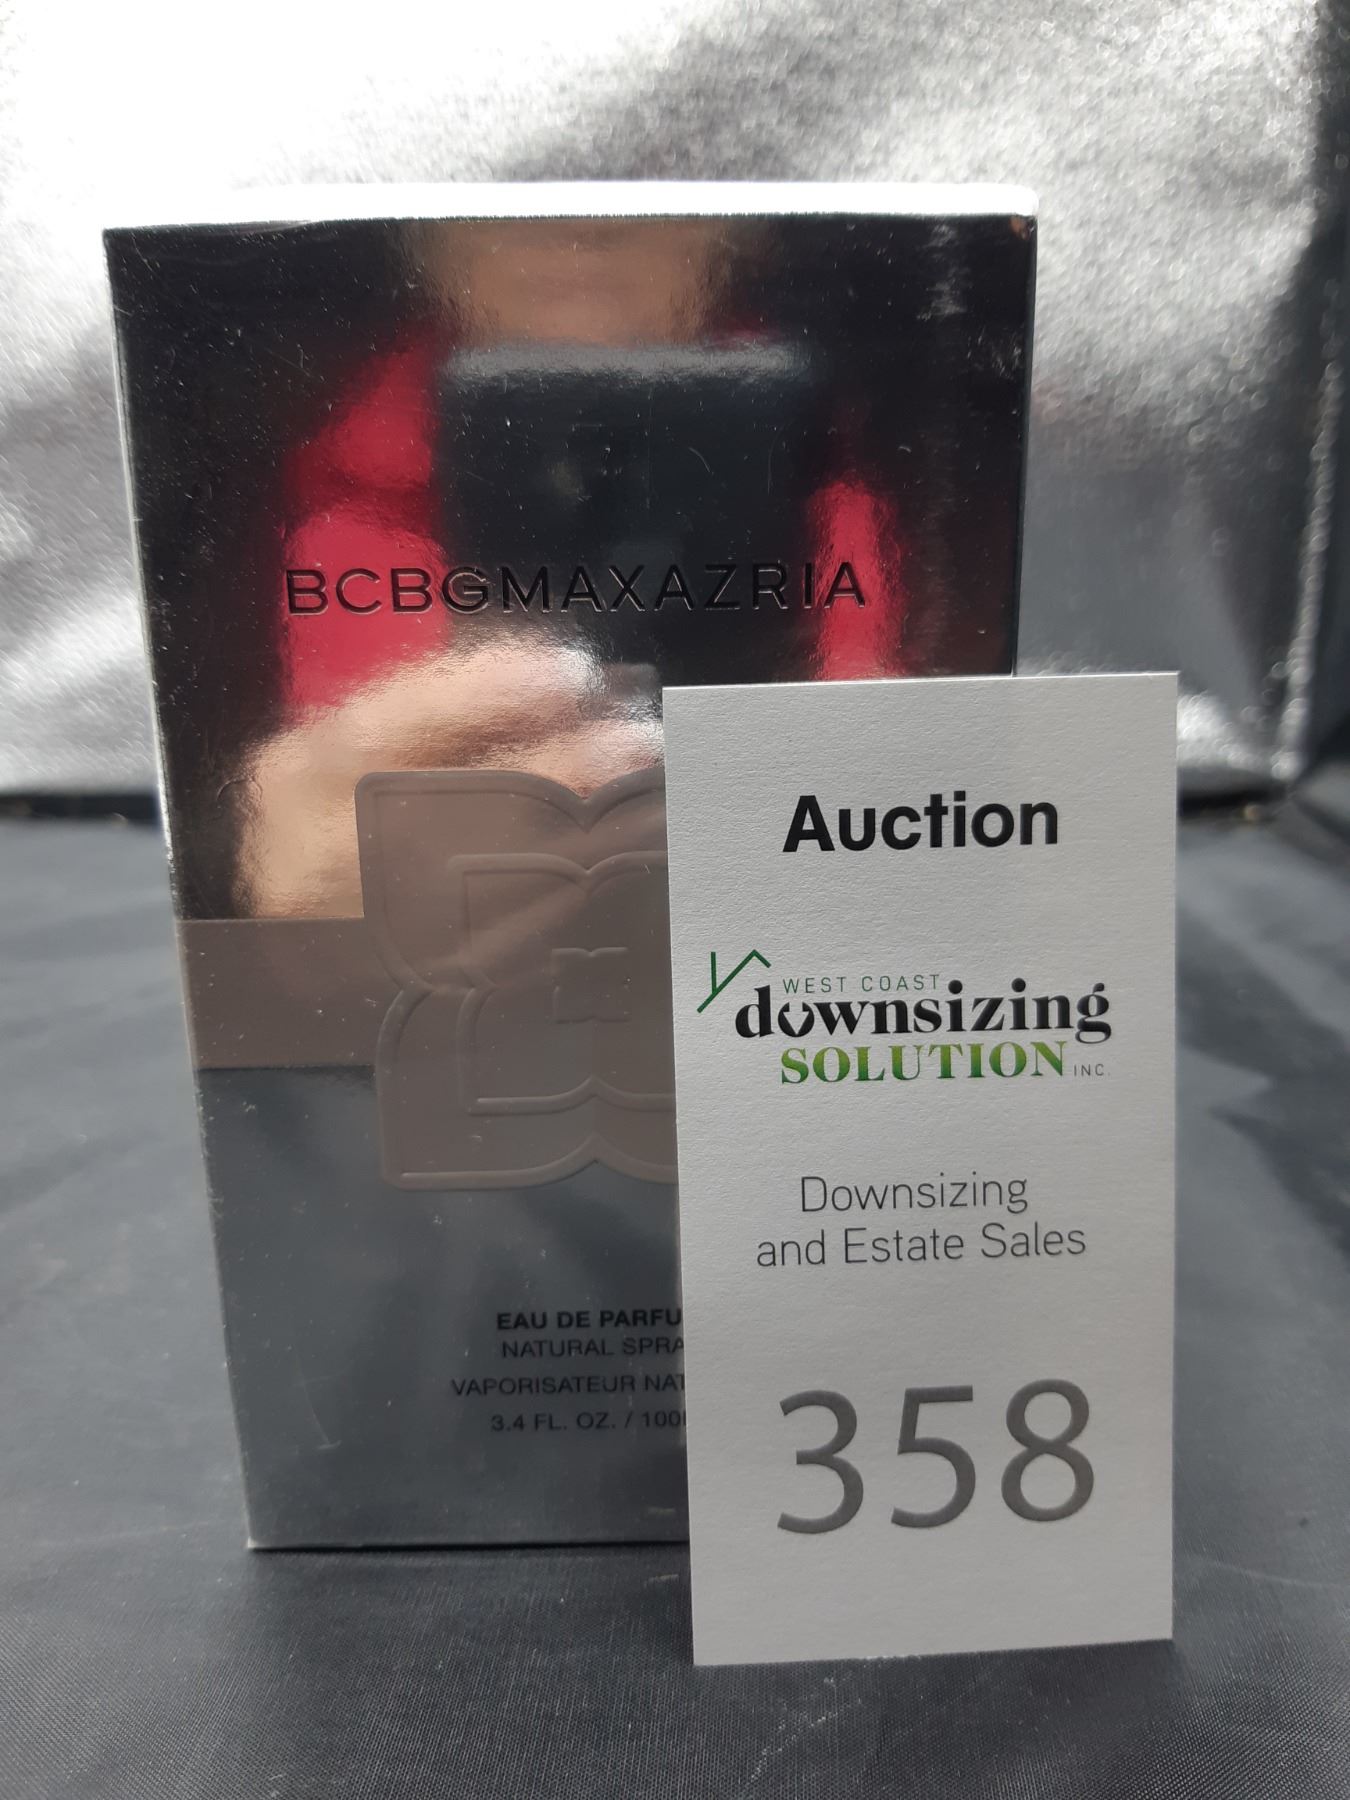 BCBGMAXAZRIA
EAU DE PARFU
NATURAL SPRA
VAPORISATEUR NAT
3.4 FL. OZ. / 100
Auction
WEST COAST
downsizing
SOLUTION INC.
Downsizing
and Estate Sales
358